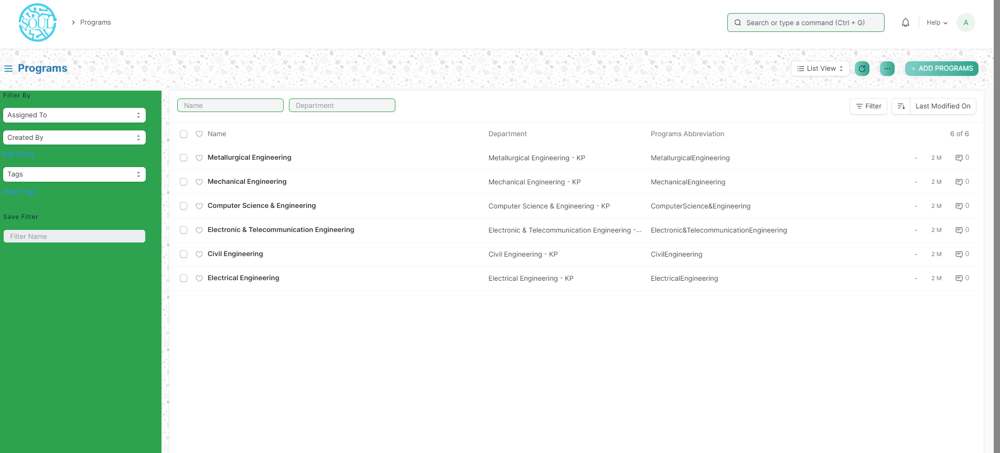 SOUL
Programs
Search or type a command (Ctrl + G)
Help
A
Programs
List View
...
+ ADD PROGRAMS
Filter By
Assigned To
Created By
Edit Filters
Tags
Show Tags
Save Filter
Filter Name
Name
Department
Filter
Last Modified On
Name Department Programs Abbreviation 6 of 6
Metallurgical Engineering Metallurgical Engineering - KP MetallurgicalEngineering - 2 M 0
Mechanical Engineering Mechanical Engineering - KP MechanicalEngineering - 2 M 0
Computer Science & Engineering Computer Science & Engineering - KP ComputerScience&Engineering - 2 M 0
Electronic & Telecommunication Engineering Electronic & Telecommunication Engineering -... Electronic&TelecommunicationEngineering - 2 M 0
Civil Engineering Civil Engineering - KP CivilEngineering - 2 M 0
Electrical Engineering Electrical Engineering - KP ElectricalEngineering - 2 M 0